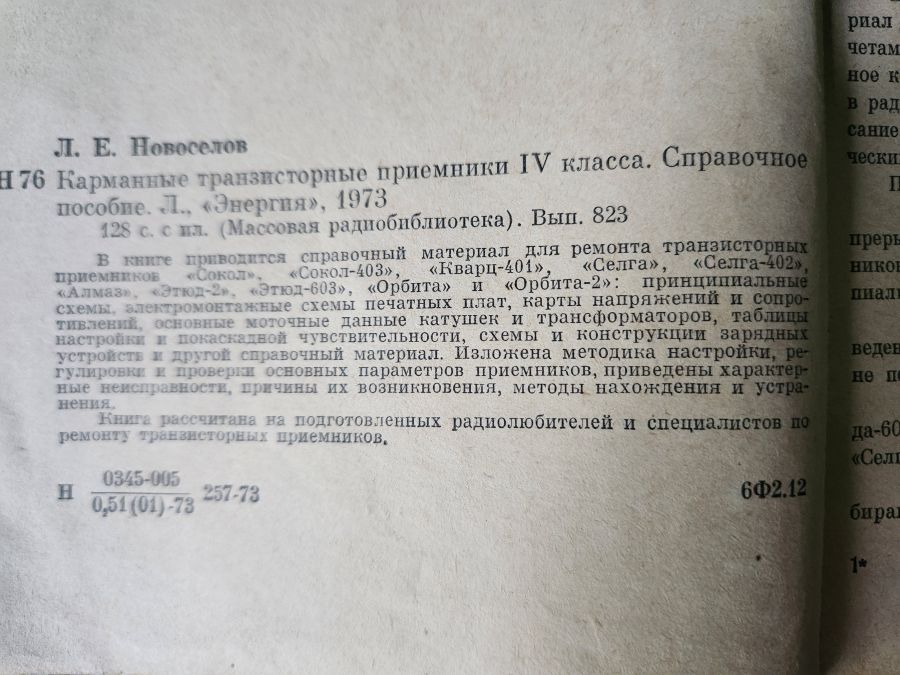 Л. Е. Новоселов
Н 76 Карманные транзисторные приемники IV класса. Справочное
пособие. Л., «Энергия», 1973
128 с. с ил. (Массовая радиобиблиотека). Вып. 823
В книге приводится справочный материал для ремонта транзисторных
приемников «Сокол», «Сокол-403», «Кварц-401», «Селга», «Селга-402»,
«Алмаз», «Этюд-2», «Этюд-603», «Орбита» и «Орбита-2»: принципиальные
схемы, электромонтажные схемы печатных плат, карты напряжений и сопро-
тивлений, основные моточные данные катушек и трансформаторов, таблицы
настройки и покаскадной чувствительности, схемы и конструкции зарядных
устройств и другой справочный материал. Изложена методика настройки, ре-
гулировки и проверки основных параметров приемников, приведены характер-
ные неисправности, причины их возникновения, методы нахождения и устра-
нения.
Книга рассчитана на подготовленных радиолюбителей и специалистов по
ремонту транзисторных приемников.
Н 0345-005
0,51(01)-73 257-73
6Ф2.12
риал
четам
ное к
в рад
сание
чески
П
преры
нико
пиаль
веден
не по
да-60
«Селг
бира
1*